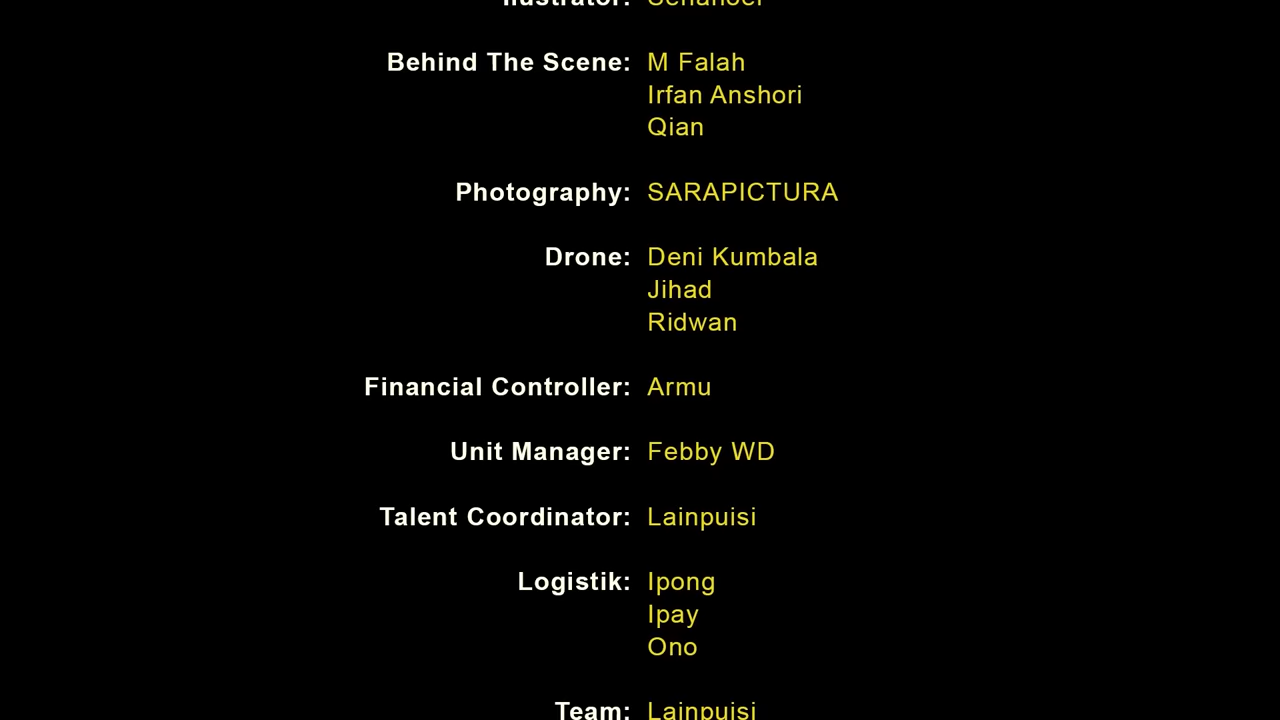 Behind The Scene: M Falah
Irfan Anshori
Qian
Photography: SARAPICTURA
Drone: Deni Kumbala
Jihad
Ridwan
Financial Controller: Armu
Unit Manager: Febby WD
Talent Coordinator: Lainpuisi
Logistik: Ipong
Ipay
Ono
Team: Lainpuisi